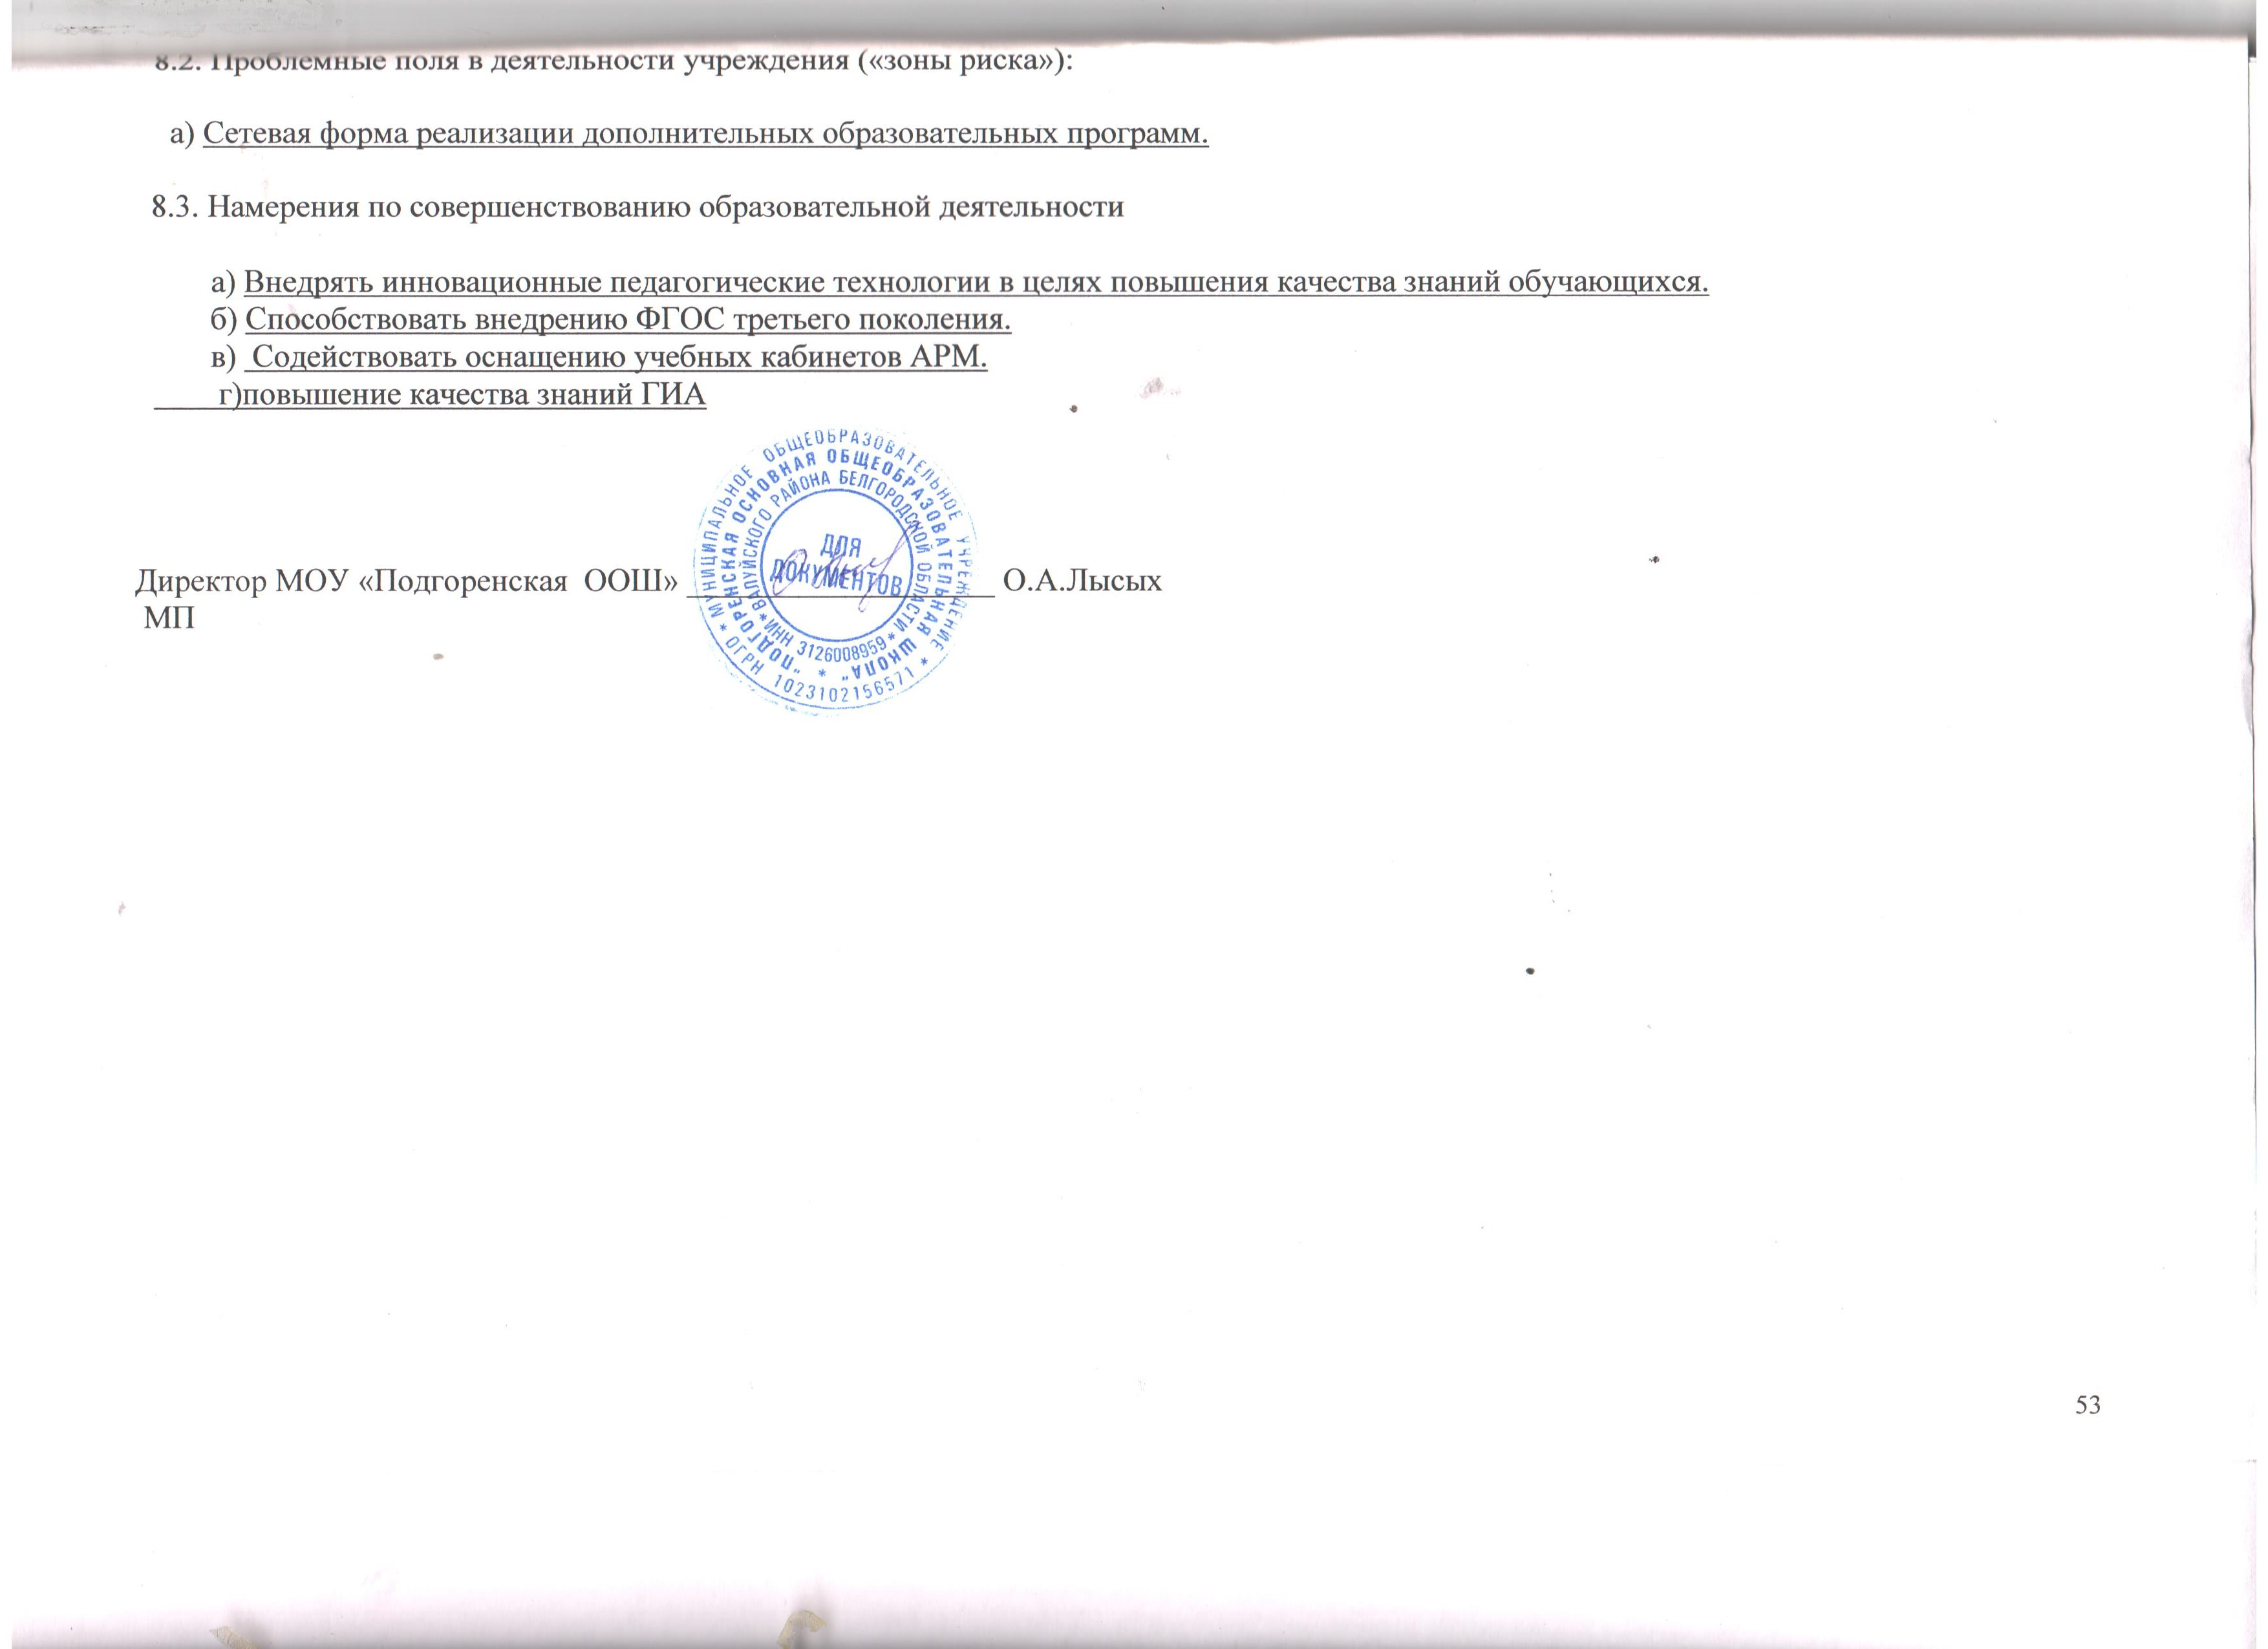 8.2. Проблемные поля в деятельности учреждения («зоны риска»):
а) Сетевая форма реализации дополнительных образовательных программ.
8.3. Намерения по совершенствованию образовательной деятельности
а) Внедрять инновационные педагогические технологии в целях повышения качества знаний обучающихся.
б) Способствовать внедрению ФГОС третьего поколения.
в) Содействовать оснащению учебных кабинетов АРМ.
г)повышение качества знаний ГИА
Директор МОУ «Подгоренская ООШ» О.А.Лысых
МП
* МУНИЦИПАЛЬНОЕ ОБЩЕОБРАЗОВАТЕЛЬНОЕ УЧРЕЖДЕНИЕ *
ОГРН 1023102156571
"ПОДГОРЕНСКАЯ ОСНОВНАЯ ОБЩЕОБРАЗОВАТЕЛЬНАЯ ШКОЛА" *
* ВАЛУЙСКОГО РАЙОНА БЕЛГОРОДСКОЙ ОБЛАСТИ *
ИНН 3126008959
ДЛЯ
ДОКУМЕНТОВ
53